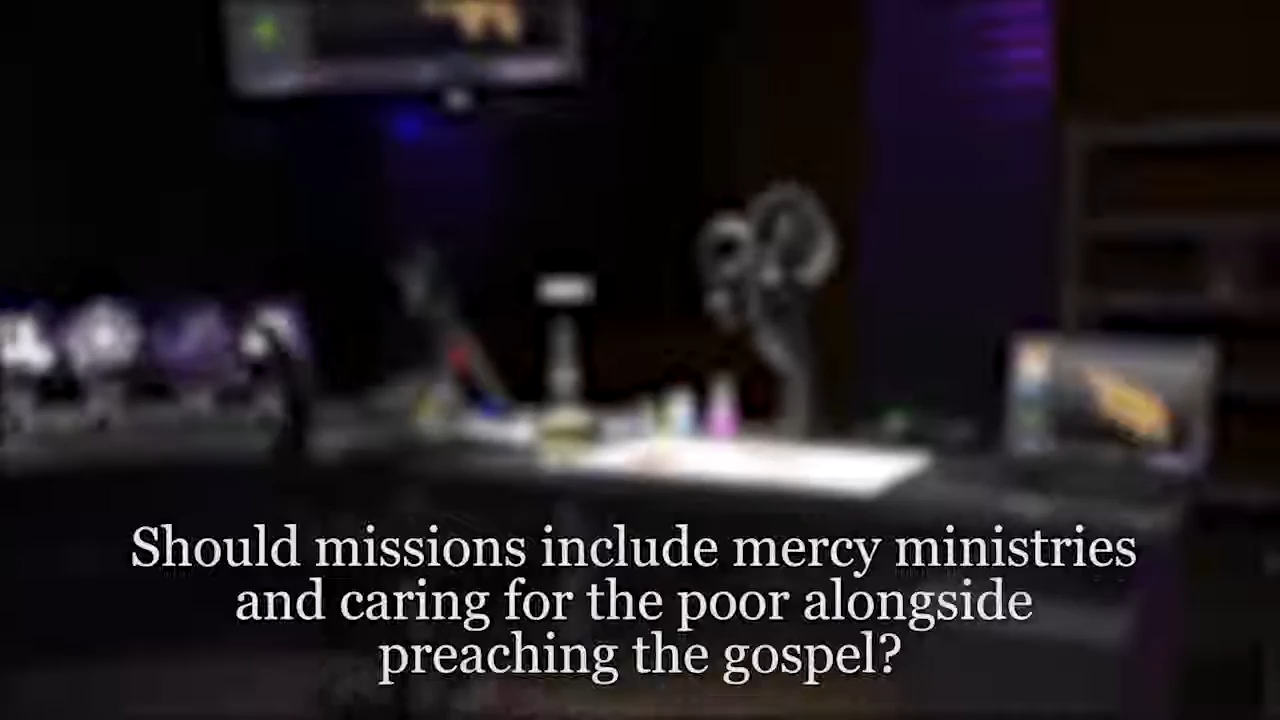 Should missions include mercy ministries
and caring for the poor alongside
preaching the gospel?